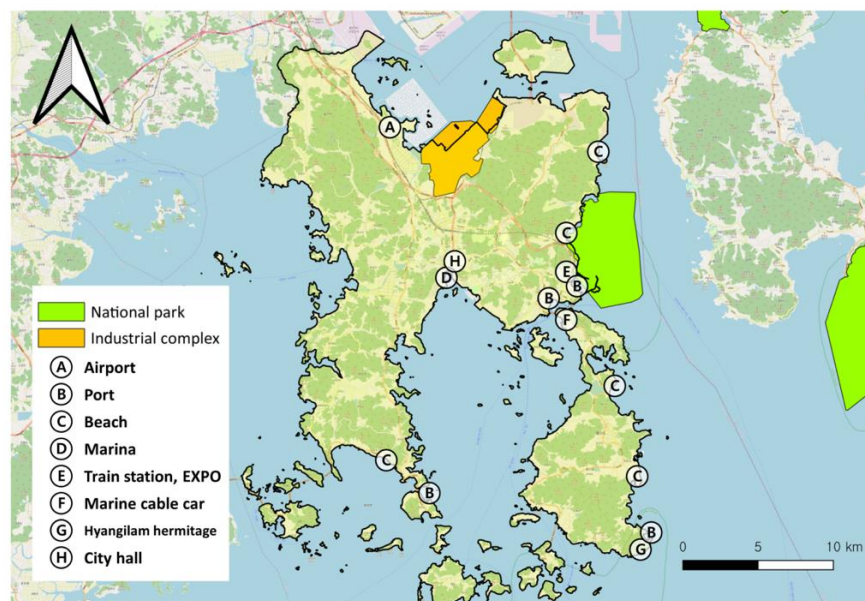 A
C
C
H
D
E
B
B
F
C
C
C
B
B
G
National park
Industrial complex
A Airport
B Port
C Beach
D Marina
E Train station, EXPO
F Marine cable car
G Hyangilam hermitage
H City hall
0 5 10 km